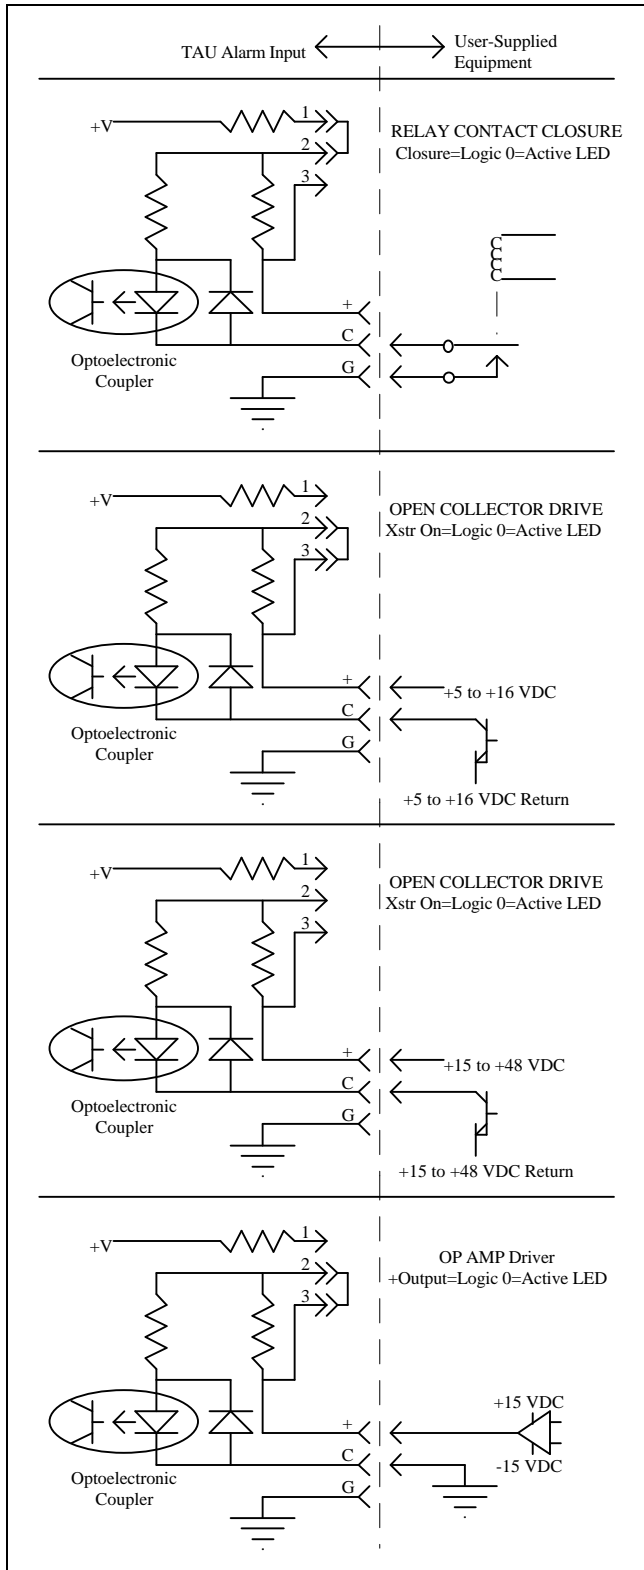 TAU Alarm Input
User-Supplied
Equipment
+V
1
2
3
RELAY CONTACT CLOSURE
Closure=Logic 0=Active LED
C
C
C
C
+
C
G
Optoelectronic
Coupler
+V
1
2
3
OPEN COLLECTOR DRIVE
Xstr On=Logic 0=Active LED
+
C
G
+5 to +16 VDC
Optoelectronic
Coupler
+5 to +16 VDC Return
+V
1
2
3
OPEN COLLECTOR DRIVE
Xstr On=Logic 0=Active LED
+
C
G
+15 to +48 VDC
Optoelectronic
Coupler
+15 to +48 VDC Return
+V
1
2
3
OP AMP Driver
+Output=Logic 0=Active LED
+
C
G
+15 VDC
-15 VDC
Optoelectronic
Coupler